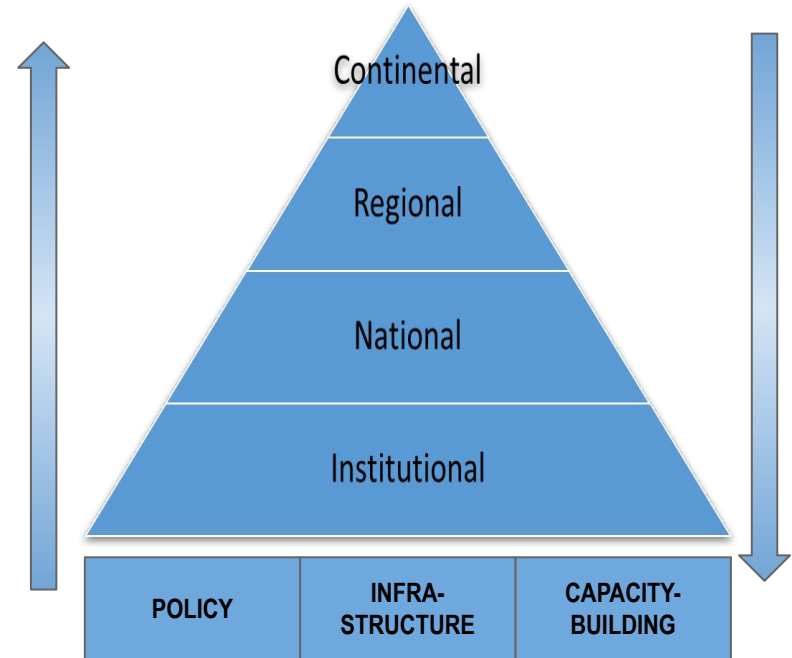 Continental
Regional
National
Institutional
POLICY
INFRA-
STRUCTURE
CAPACITY-
BUILDING